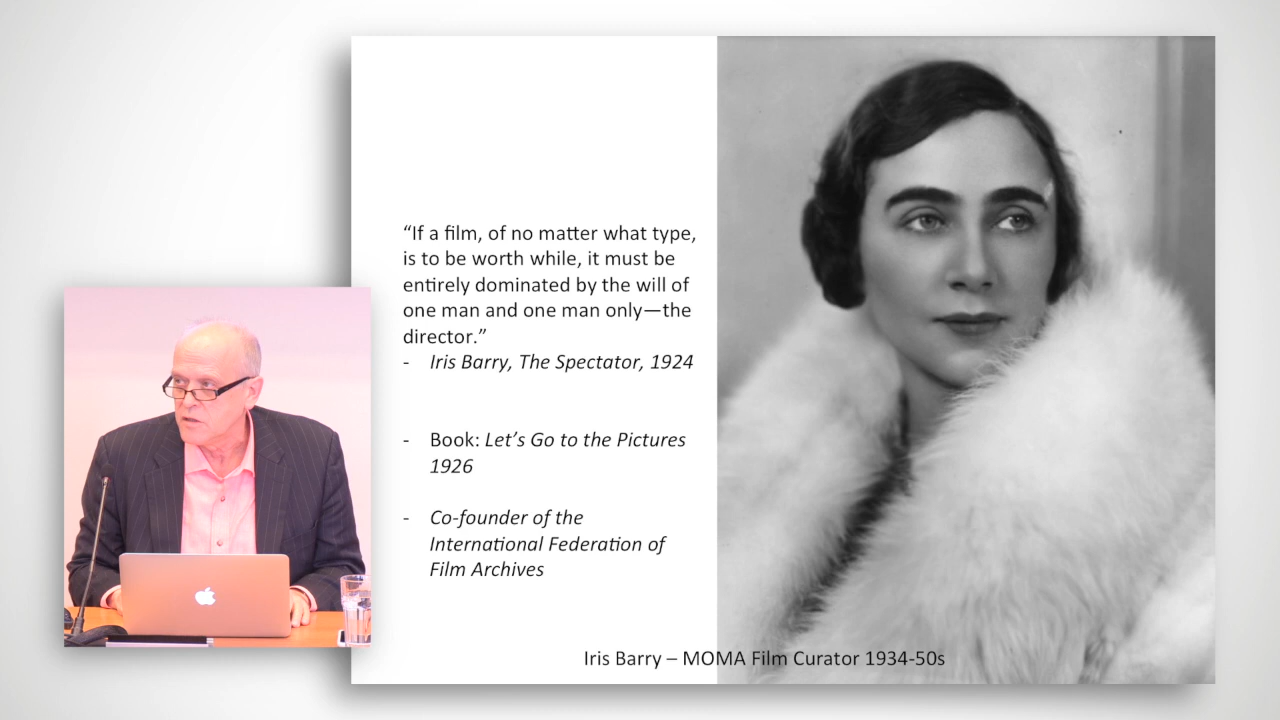 “If a film, of no matter what type,
is to be worth while, it must be
entirely dominated by the will of
one man and one man only—the
director.”
- Iris Barry, The Spectator, 1924
- Book: Let’s Go to the Pictures
1926
- Co-founder of the
International Federation of
Film Archives
Iris Barry – MOMA Film Curator 1934-50s